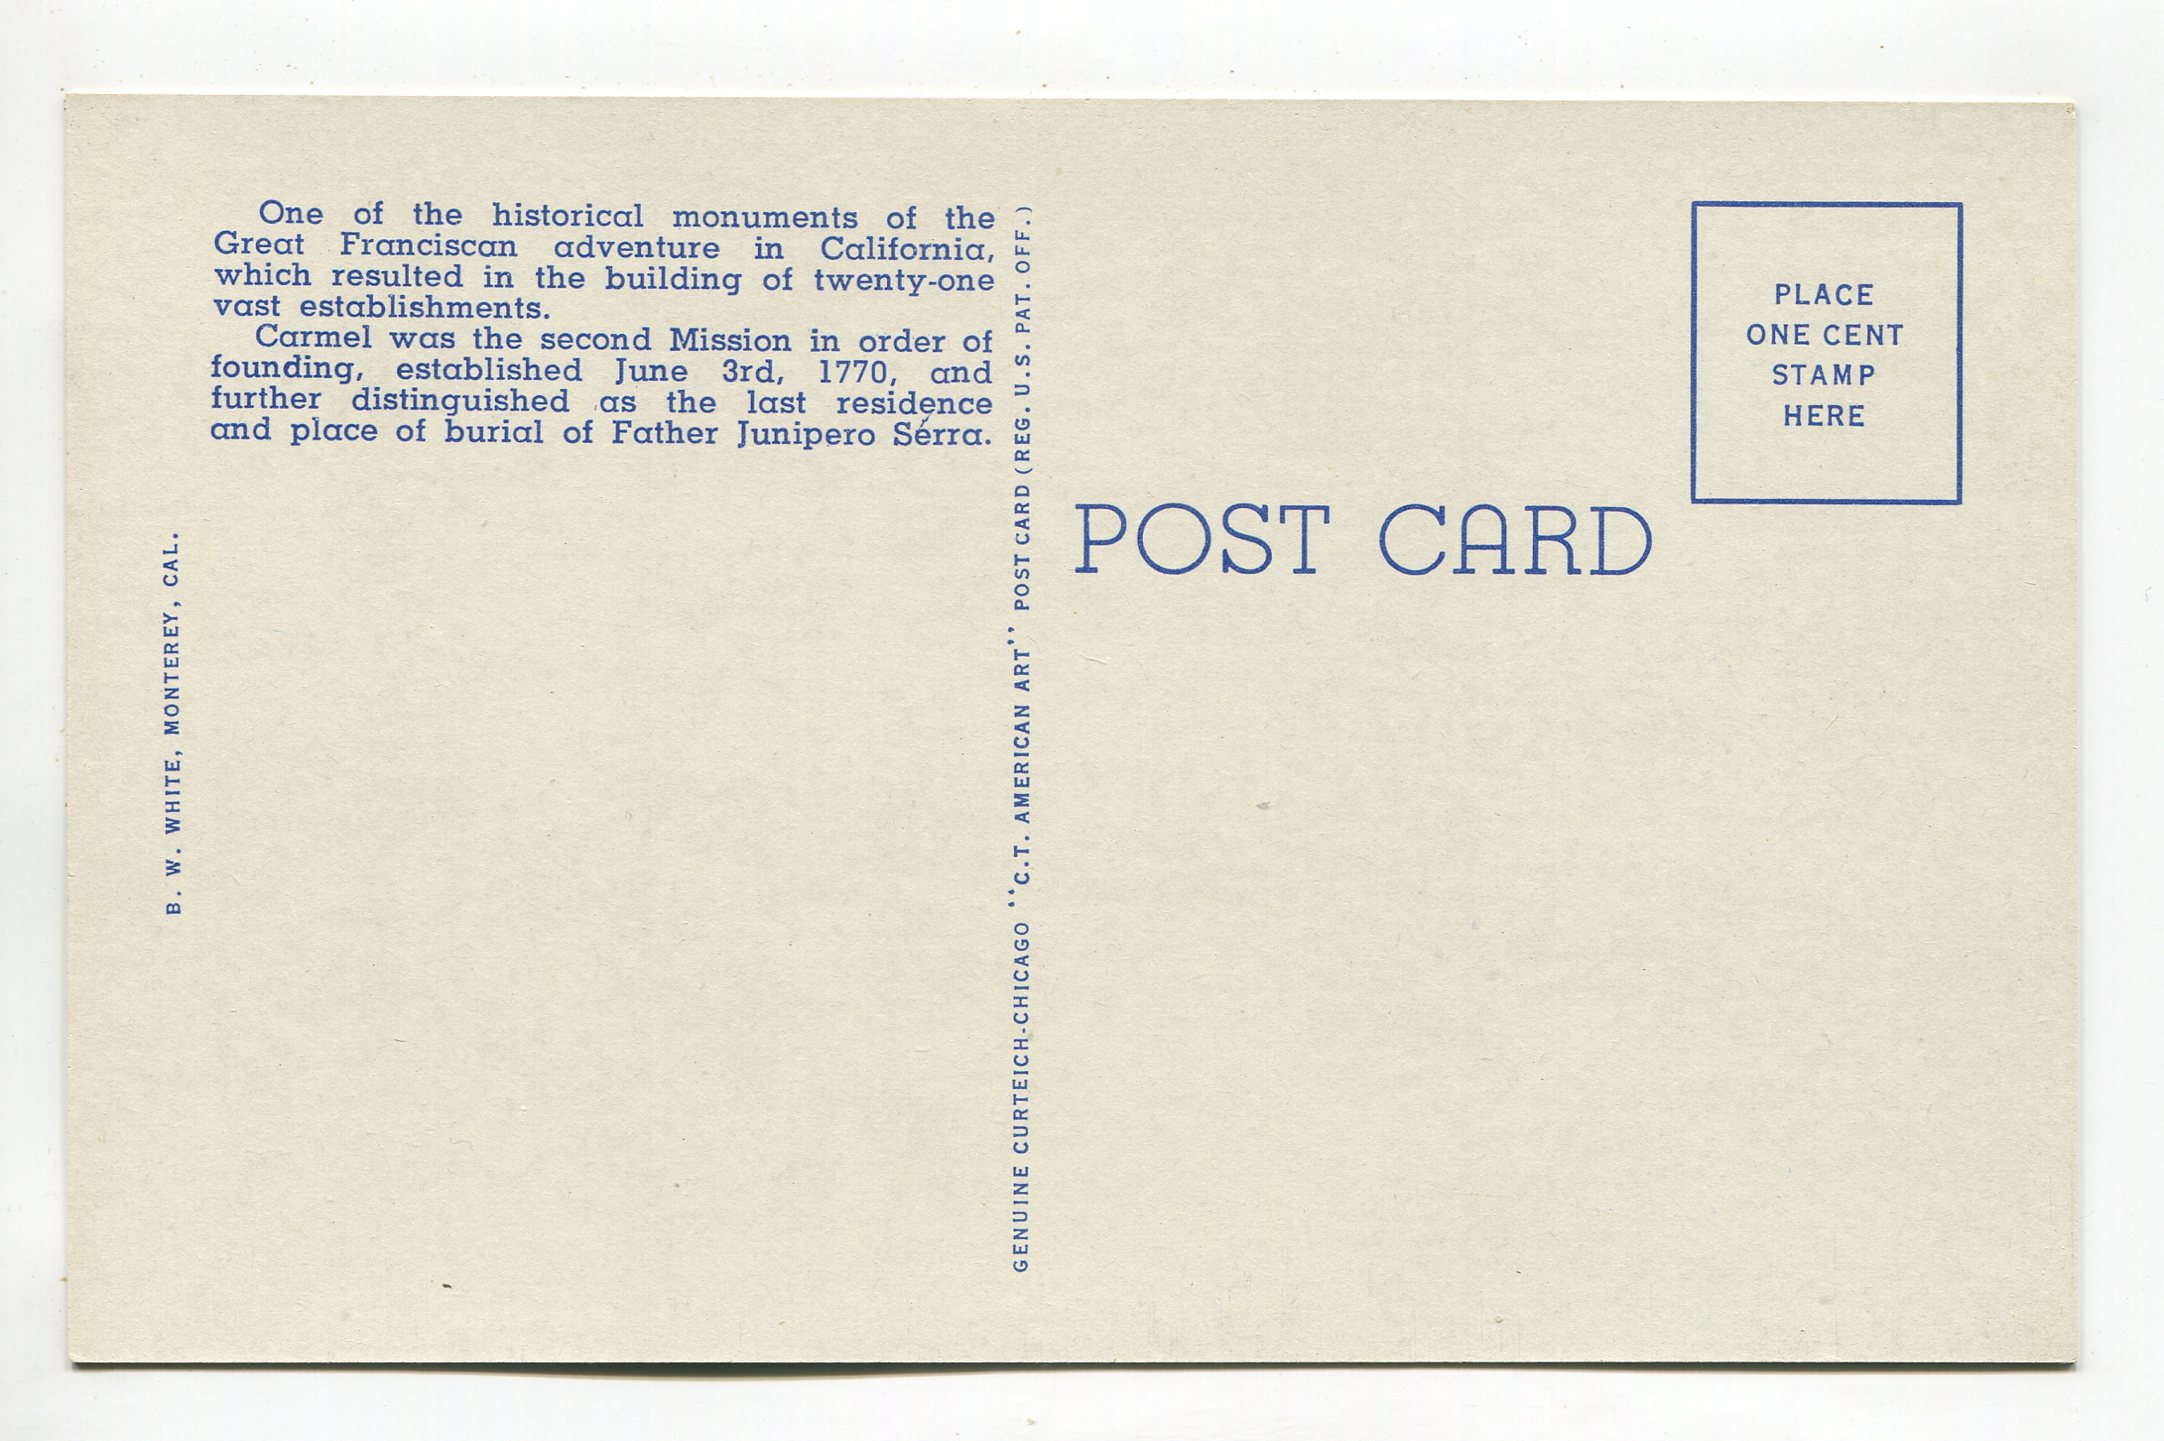 One of the historical monuments of the
Great Franciscan adventure in California,
which resulted in the building of twenty-one
vast establishments.
Carmel was the second Mission in order of
founding, established June 3rd, 1770, and
further distinguished as the last residence
and place of burial of Father Junipero Serra.
B. W. WHITE, MONTEREY, CAL.
GENUINE CURTEICH-CHICAGO "C.T. AMERICAN ART" POST CARD (REG. U.S. PAT. OFF.)
POST CARD
PLACE
ONE CENT
STAMP
HERE